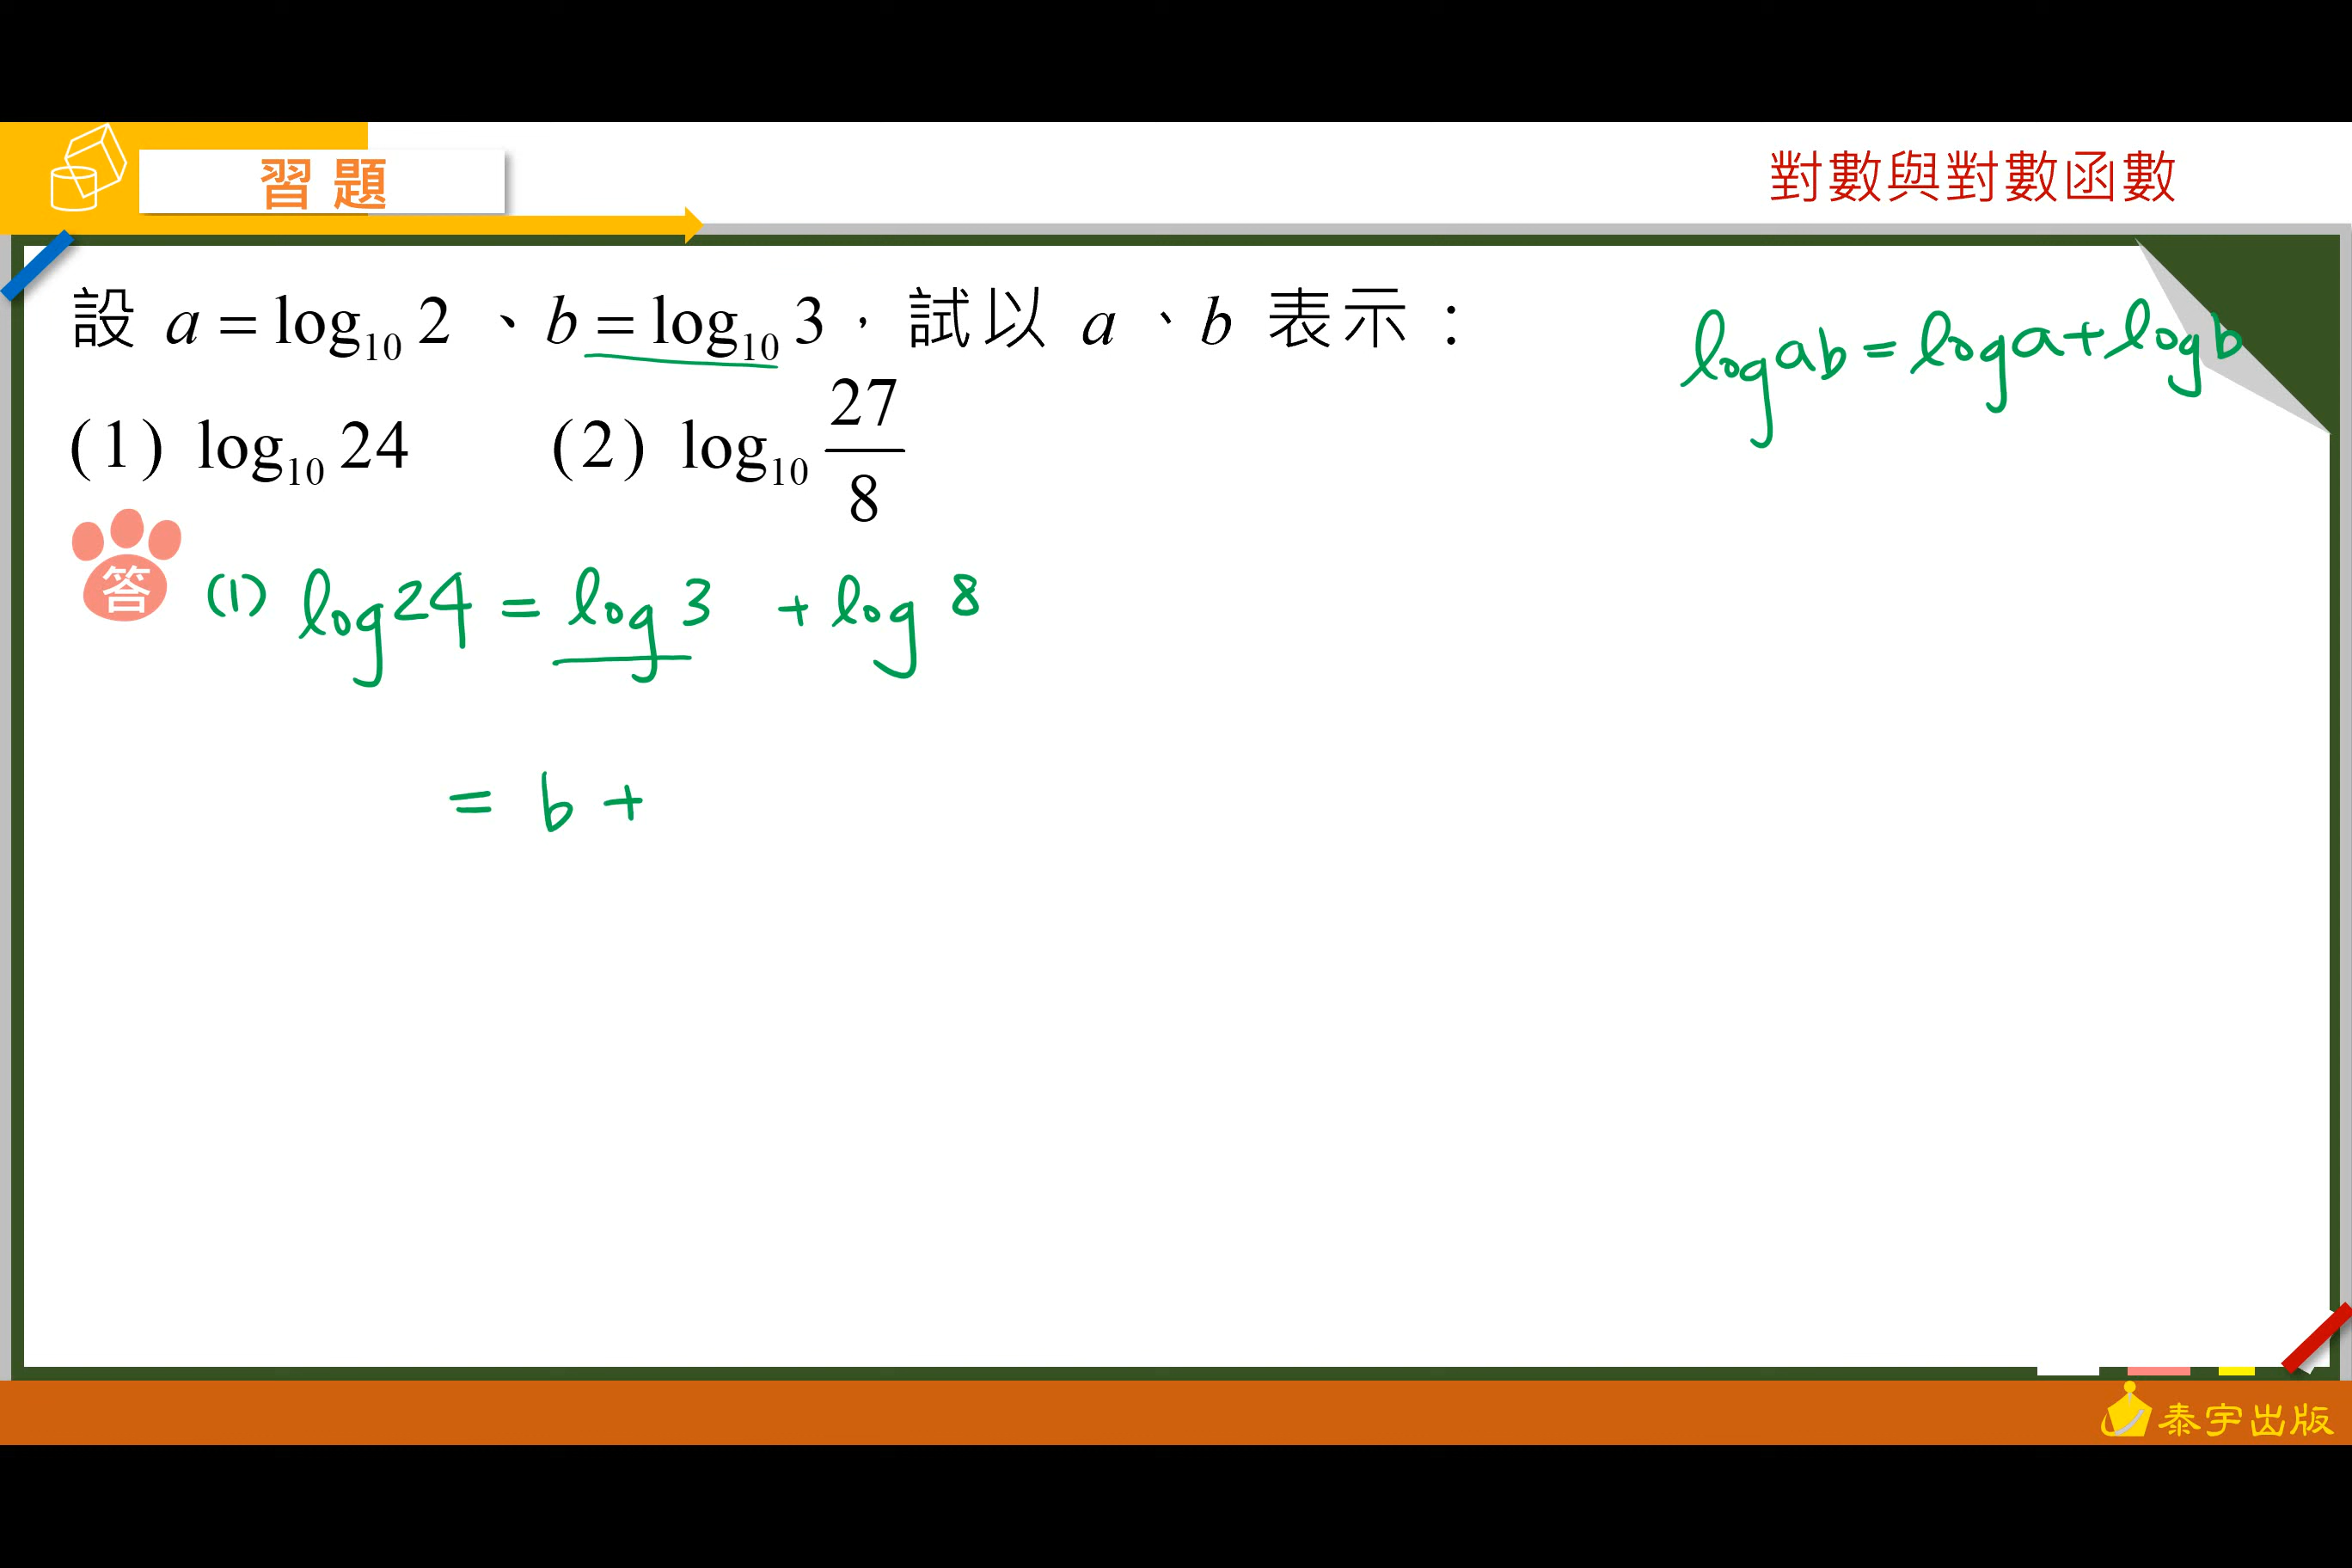 習題
對數與對數函數
設 a = log₁₀ 2 、b = log₁₀ 3，試以 a 、b 表示：
log ab = log a + log b
(1) log₁₀ 24 (2) log₁₀ 27/8
答
(1) log 24 = log 3 + log 8
= b +
泰宇出版